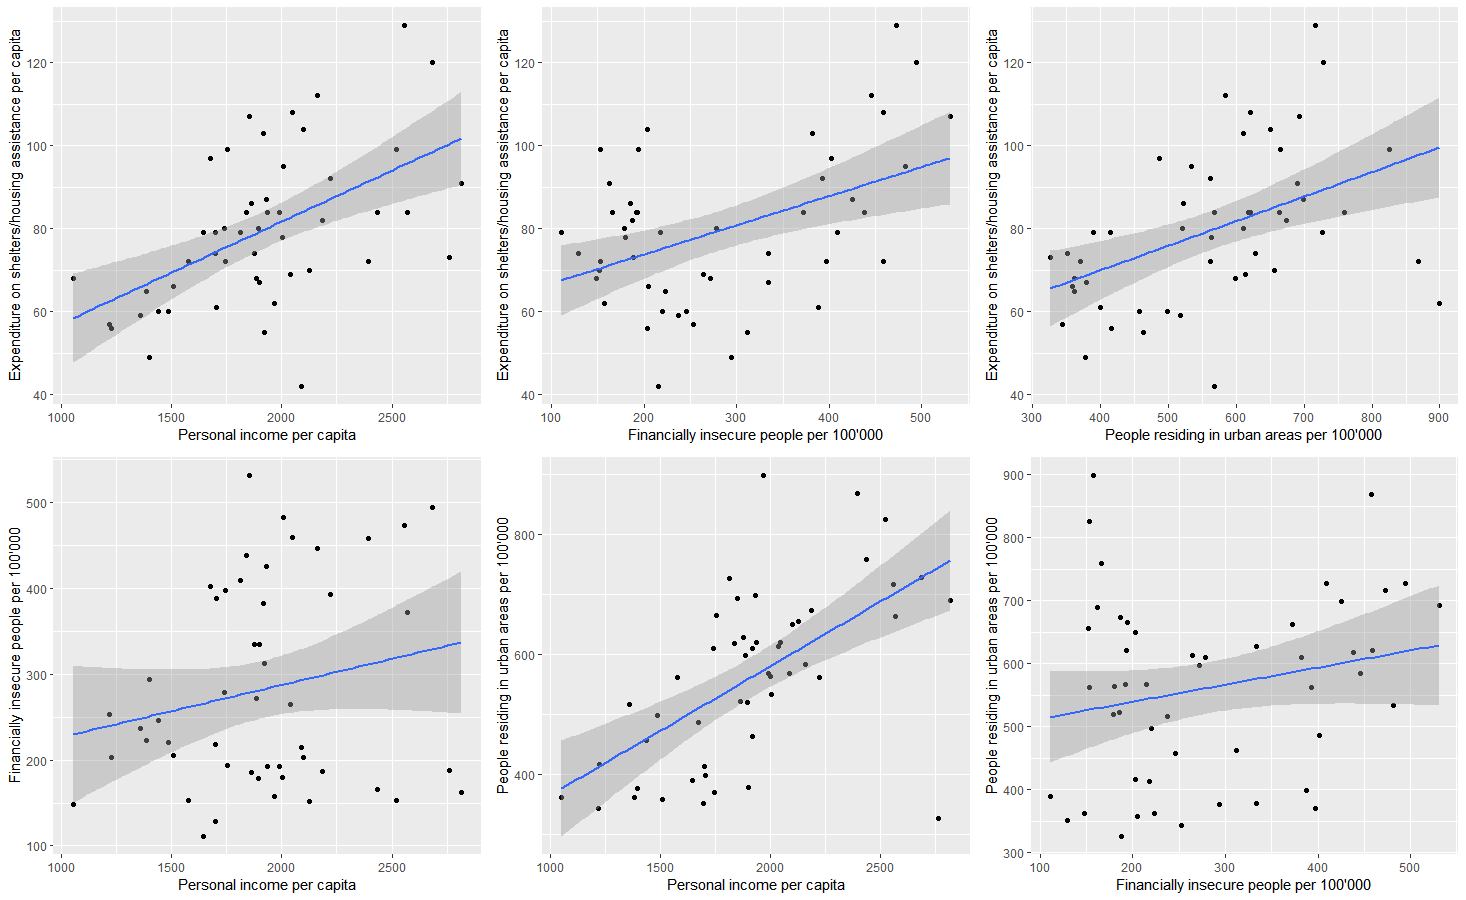 Expenditure on shelters/housing assistance per capita
120
100
80
60
40
1000 1500 2000 2500
Personal income per capita
Expenditure on shelters/housing assistance per capita
120
100
80
60
40
100 200 300 400 500
Financially insecure people per 100'000
Expenditure on shelters/housing assistance per capita
120
100
80
60
40
300 400 500 600 700 800 900
People residing in urban areas per 100'000
Financially insecure people per 100'000
500
400
300
200
100
1000 1500 2000 2500
Personal income per capita
People residing in urban areas per 100'000
800
600
400
1000 1500 2000 2500
Personal income per capita
People residing in urban areas per 100'000
900
800
700
600
500
400
300
100 200 300 400 500
Financially insecure people per 100'000